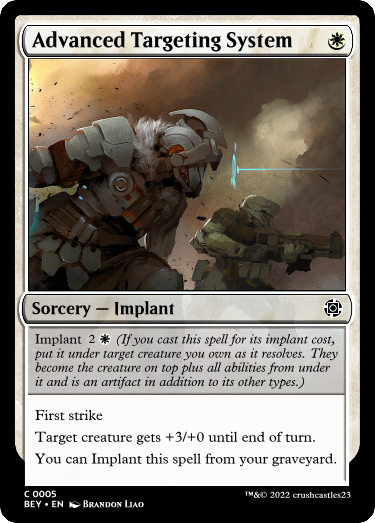 Advanced Targeting System
Sorcery — Implant
Implant 2 (If you cast this spell for its implant cost,
put it under target creature you own as it resolves. They
become the creature on top plus all abilities from under
it and is an artifact in addition to its other types.)
First strike
Target creature gets +3/+0 until end of turn.
You can Implant this spell from your graveyard.
C 0005
BEY • EN Brandon Liao
™&© 2022 crushcastles23